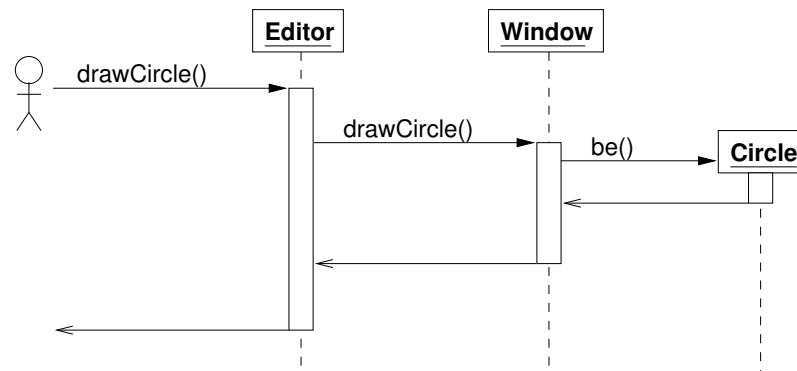 Editor
Window
drawCircle()
drawCircle()
be()
Circle